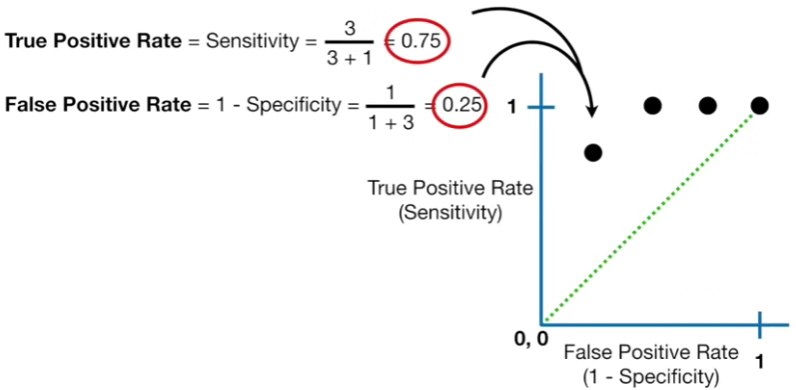 True Positive Rate = Sensitivity = 3 / 3 + 1 = 0.75
False Positive Rate = 1 - Specificity = 1 / 1 + 3 = 0.25
1
True Positive Rate
(Sensitivity)
0, 0
False Positive Rate
(1 - Specificity)
1